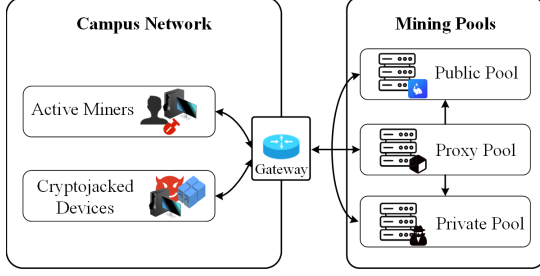 Campus Network
Active Miners
Cryptojacked
Devices
Gateway
Mining Pools
Public Pool
Proxy Pool
Private Pool